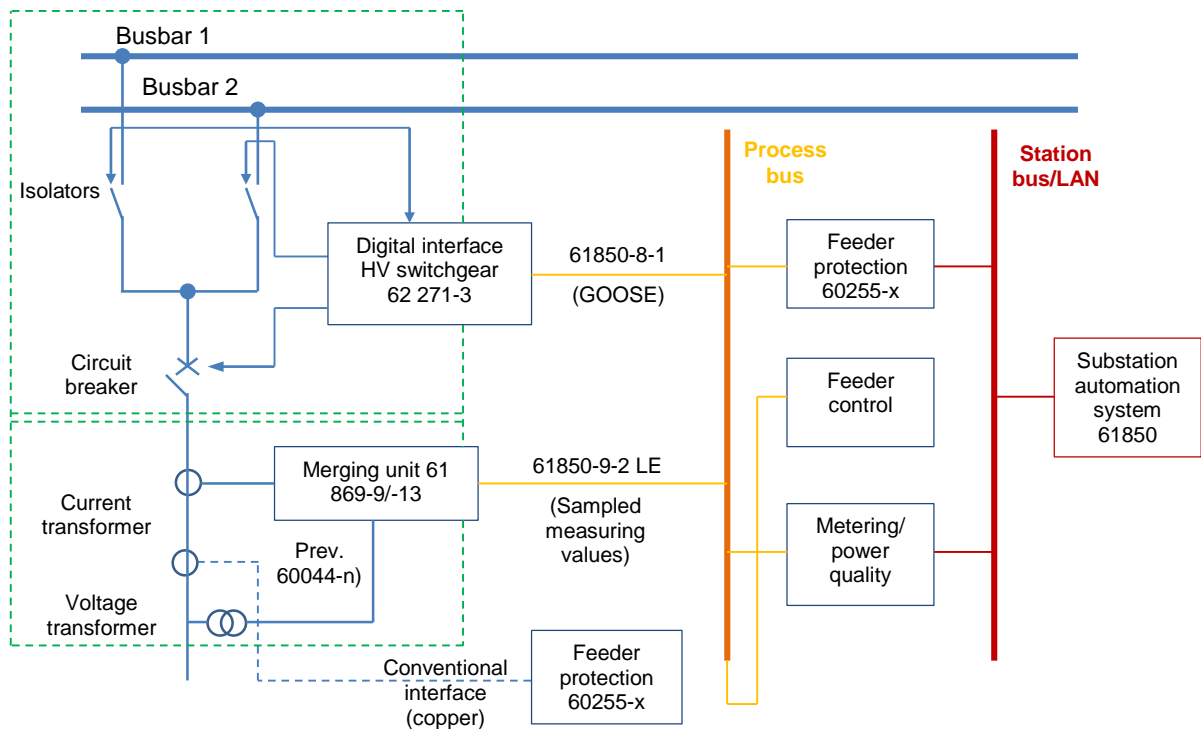 Busbar 1
Busbar 2
Isolators
Process
bus
Station
bus/LAN
Digital interface
HV switchgear
62 271-3
61850-8-1
(GOOSE)
Feeder
protection
60255-x
Circuit
breaker
Feeder
control
Substation
automation
system
61850
Merging unit 61
869-9/-13
61850-9-2 LE
(Sampled
measuring
values)
Current
transformer
Metering/
power
quality
Prev.
60044-n)
Voltage
transformer
Conventional
interface
(copper)
Feeder
protection
60255-x